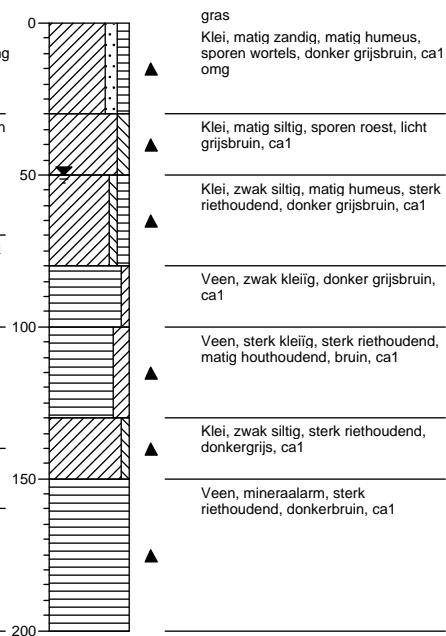 0
gras
Klei, matig zandig, matig humeus,
sporen wortels, donker grijsbruin, ca1
omg
Klei, matig siltig, sporen roest, licht
grijsbruin, ca1
50
Klei, zwak siltig, matig humeus, sterk
riethoudend, donker grijsbruin, ca1
Veen, zwak kleiïg, donker grijsbruin,
ca1
100
Veen, sterk kleiïg, sterk riethoudend,
matig houthoudend, bruin, ca1
Klei, zwak siltig, sterk riethoudend,
donkergrijs, ca1
150
Veen, mineraalarm, sterk
riethoudend, donkerbruin, ca1
200